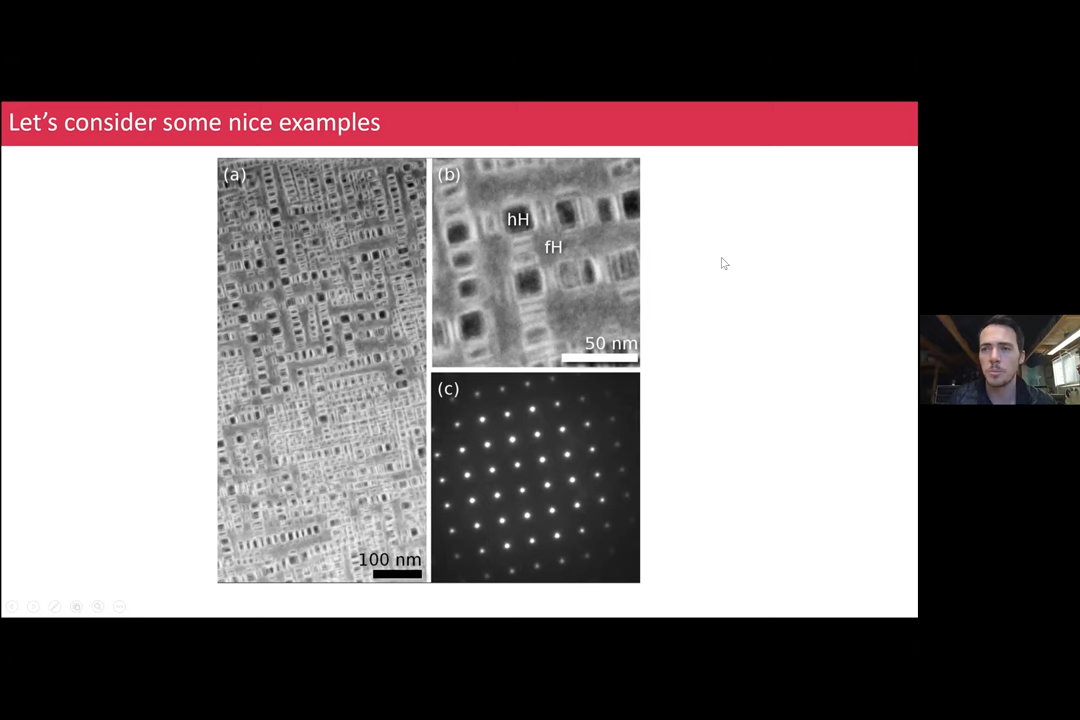 Let’s consider some nice examples
(a)
100 nm
(b)
hH
fH
50 nm
(c)